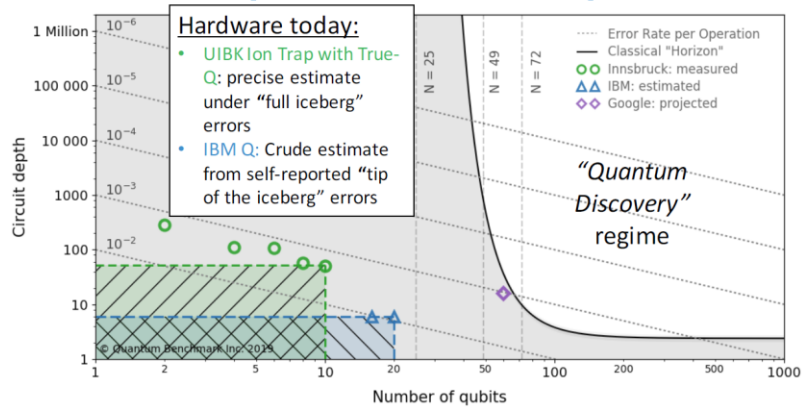 Hardware today:
• UIBK Ion Trap with True-
Q: precise estimate
under “full iceberg”
errors
• IBM Q: Crude estimate
from self-reported “tip
of the iceberg” errors
Error Rate per Operation
Classical "Horizon"
Innsbruck: measured
IBM: estimated
Google: projected
N = 25
N = 49
N = 72
“Quantum
Discovery”
regime
10⁻⁶
10⁻⁵
10⁻⁴
10⁻³
10⁻²
Circuit depth
1 Million
100 000
10 000
1000
100
10
1
© Quantum Benchmark Inc. 2019
1 2 5 10 20 50 100 200 500 1000
Number of qubits